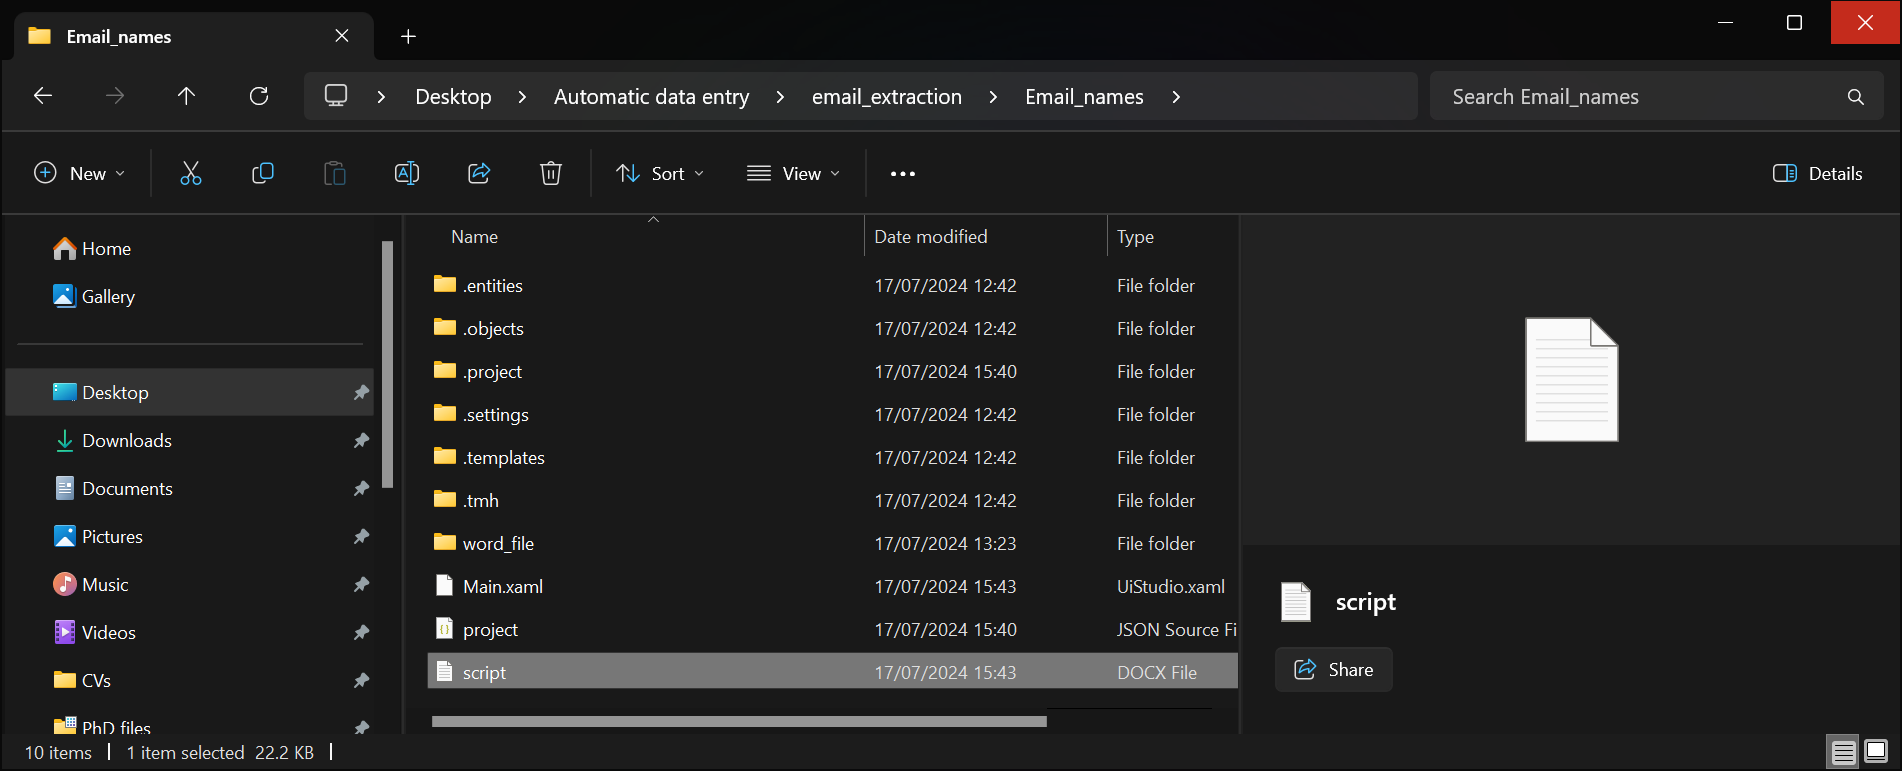 Email_names
Desktop Automatic data entry email_extraction Email_names
Search Email_names
New
Sort
View
Details
Home
Gallery
Desktop
Downloads
Documents
Pictures
Music
Videos
CVs
PhD files
Name Date modified Type
.entities 17/07/2024 12:42 File folder
.objects 17/07/2024 12:42 File folder
.project 17/07/2024 15:40 File folder
.settings 17/07/2024 12:42 File folder
.templates 17/07/2024 12:42 File folder
.tmh 17/07/2024 12:42 File folder
word_file 17/07/2024 13:23 File folder
Main.xaml 17/07/2024 15:43 UiStudio.xaml
project 17/07/2024 15:40 JSON Source Fi
script 17/07/2024 15:43 DOCX File
script
Share
10 items 1 item selected 22.2 KB